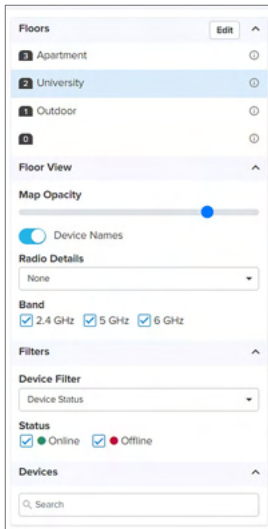 Floors Edit
3 Apartment
2 University
1 Outdoor
0
Floor View
Map Opacity
Device Names
Radio Details
None
Band
2.4 GHz 5 GHz 6 GHz
Filters
Device Filter
Device Status
Status
Online Offline
Devices
Search